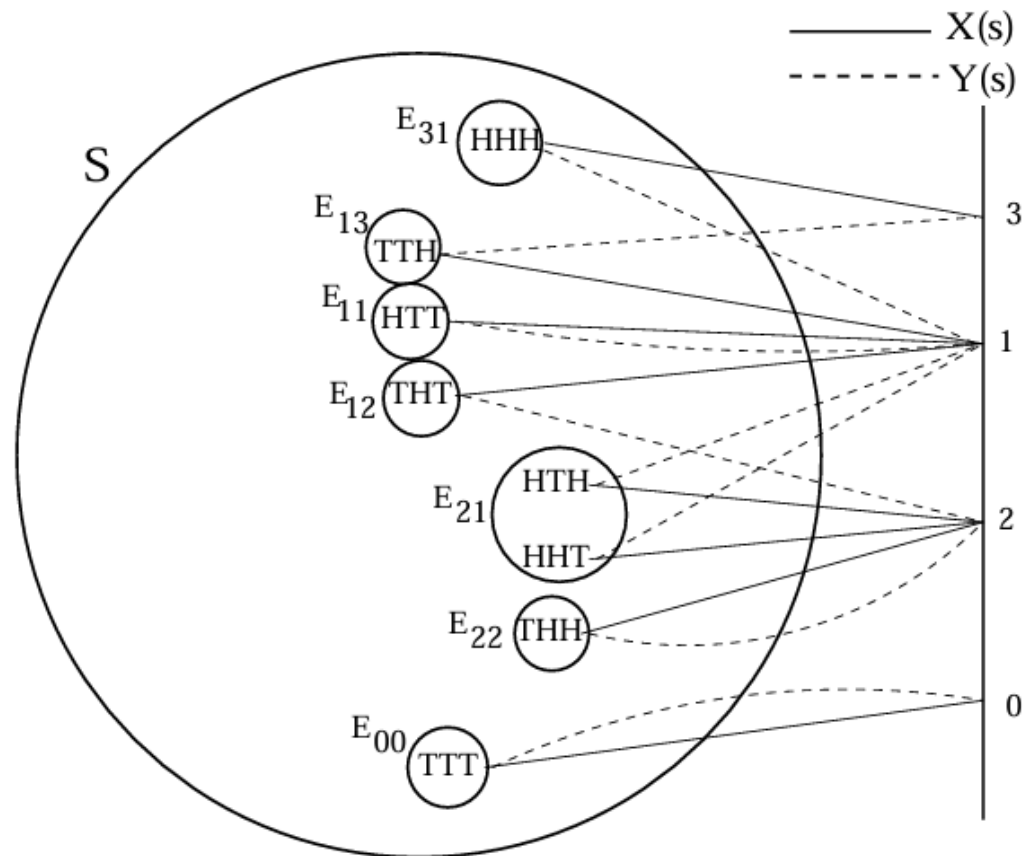 X(s)
Y(s)
S
E31 HHH
3
E13 TTH
E11 HTT
1
E12 THT
E21 HTH
HHT
2
E22 THH
0
E00 TTT